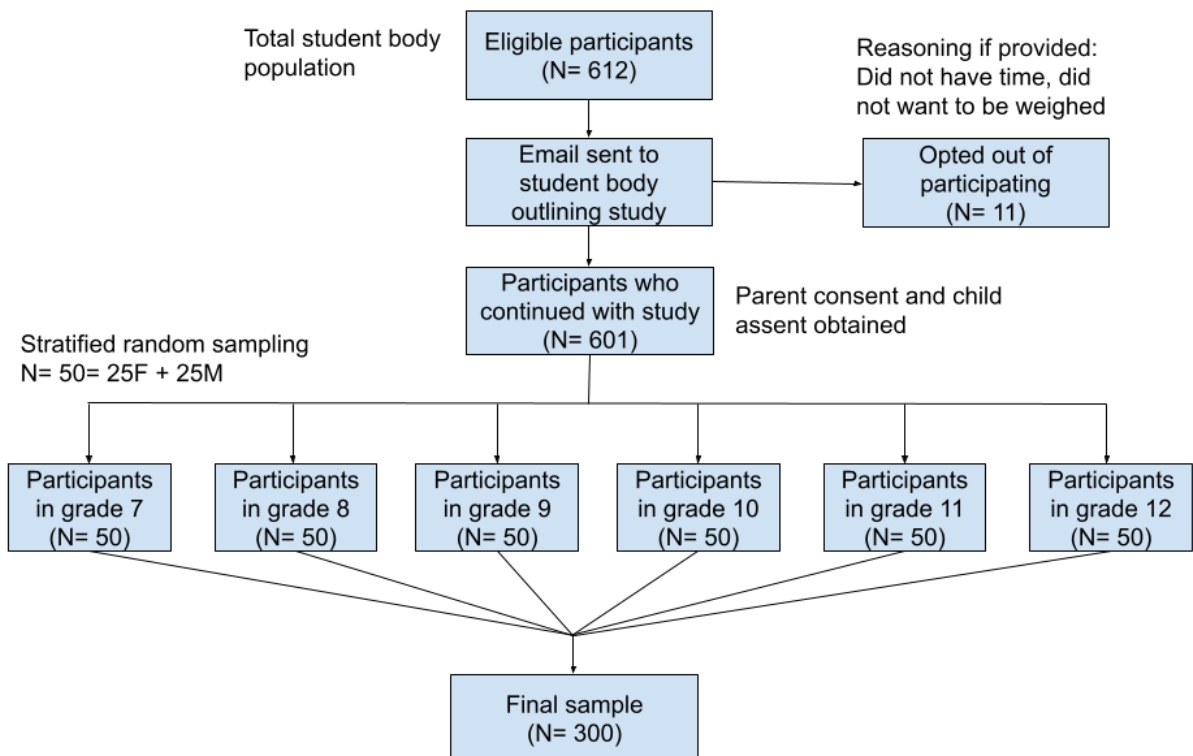 Total student body
population
Eligible participants
(N= 612)
Reasoning if provided:
Did not have time, did
not want to be weighed
Email sent to
student body
outlining study
Opted out of
participating
(N= 11)
Participants who
continued with study
(N= 601)
Parent consent and child
assent obtained
Stratified random sampling
N= 50= 25F + 25M
Participants
in grade 7
(N= 50)
Participants
in grade 8
(N= 50)
Participants
in grade 9
(N= 50)
Participants
in grade 10
(N= 50)
Participants
in grade 11
(N= 50)
Participants
in grade 12
(N= 50)
Final sample
(N= 300)